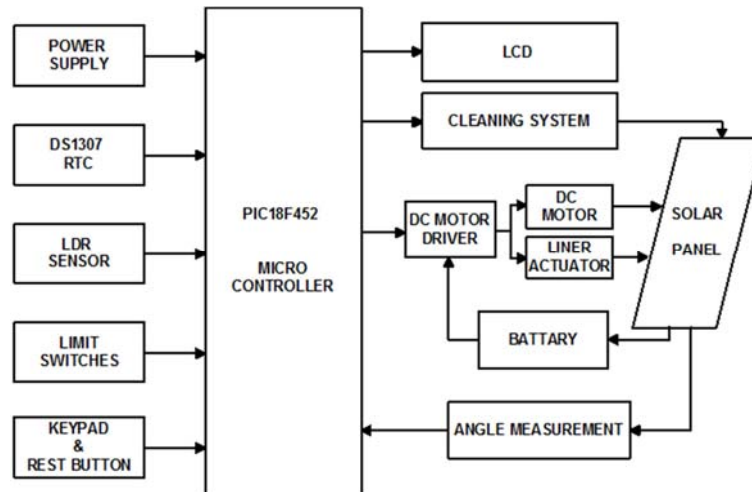 POWER
SUPPLY
DS1307
RTC
LDR
SENSOR
LIMIT
SWITCHES
KEYPAD
&
REST BUTTON
PIC18F452
MICRO
CONTROLLER
LCD
CLEANING SYSTEM
DC MOTOR
DRIVER
DC
MOTOR
LINER
ACTUATOR
SOLAR
PANEL
BATTARY
ANGLE MEASUREMENT